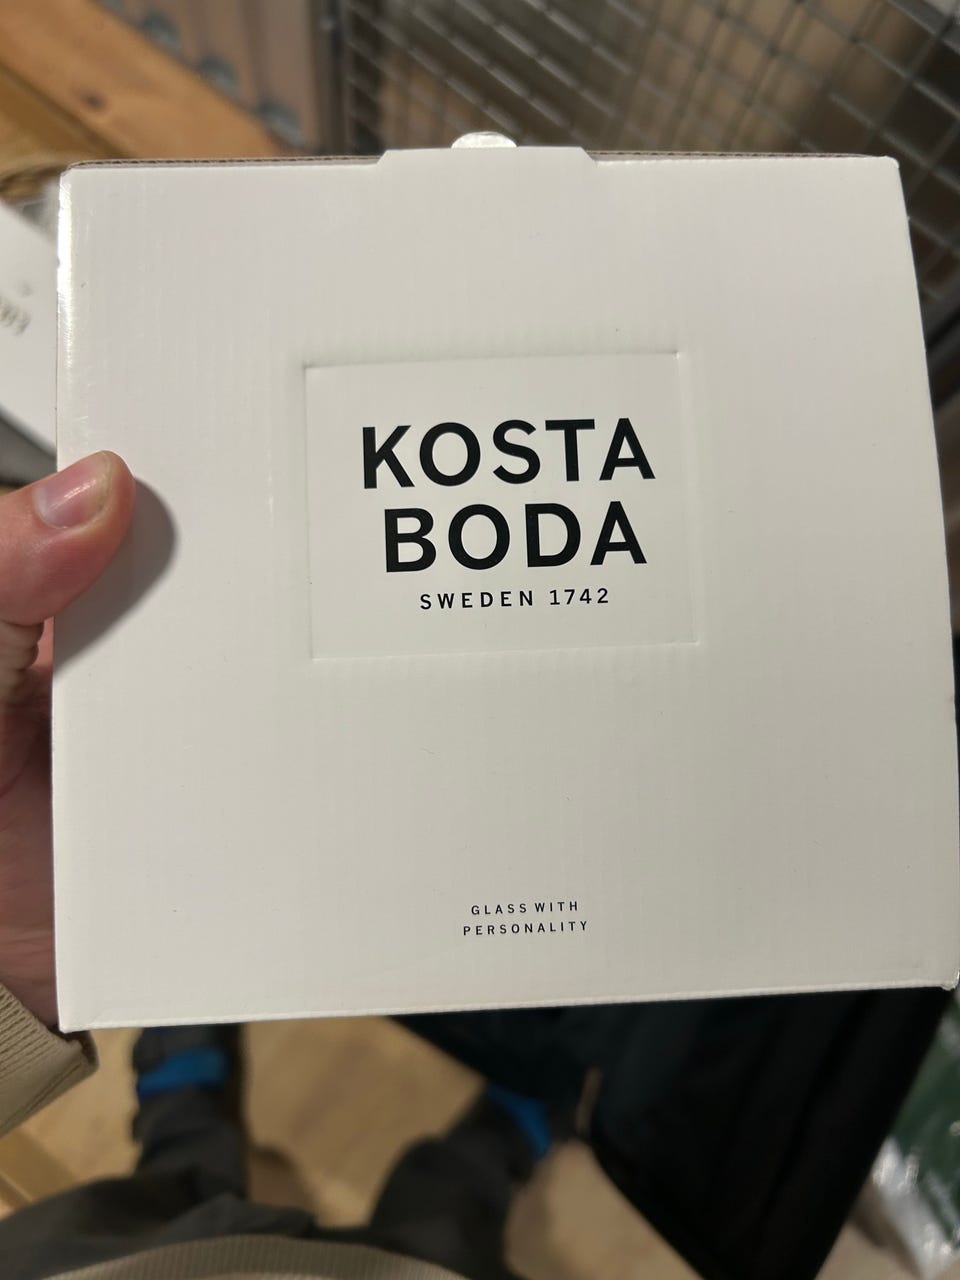 KOSTA
BODA
SWEDEN 1742
GLASS WITH
PERSONALITY